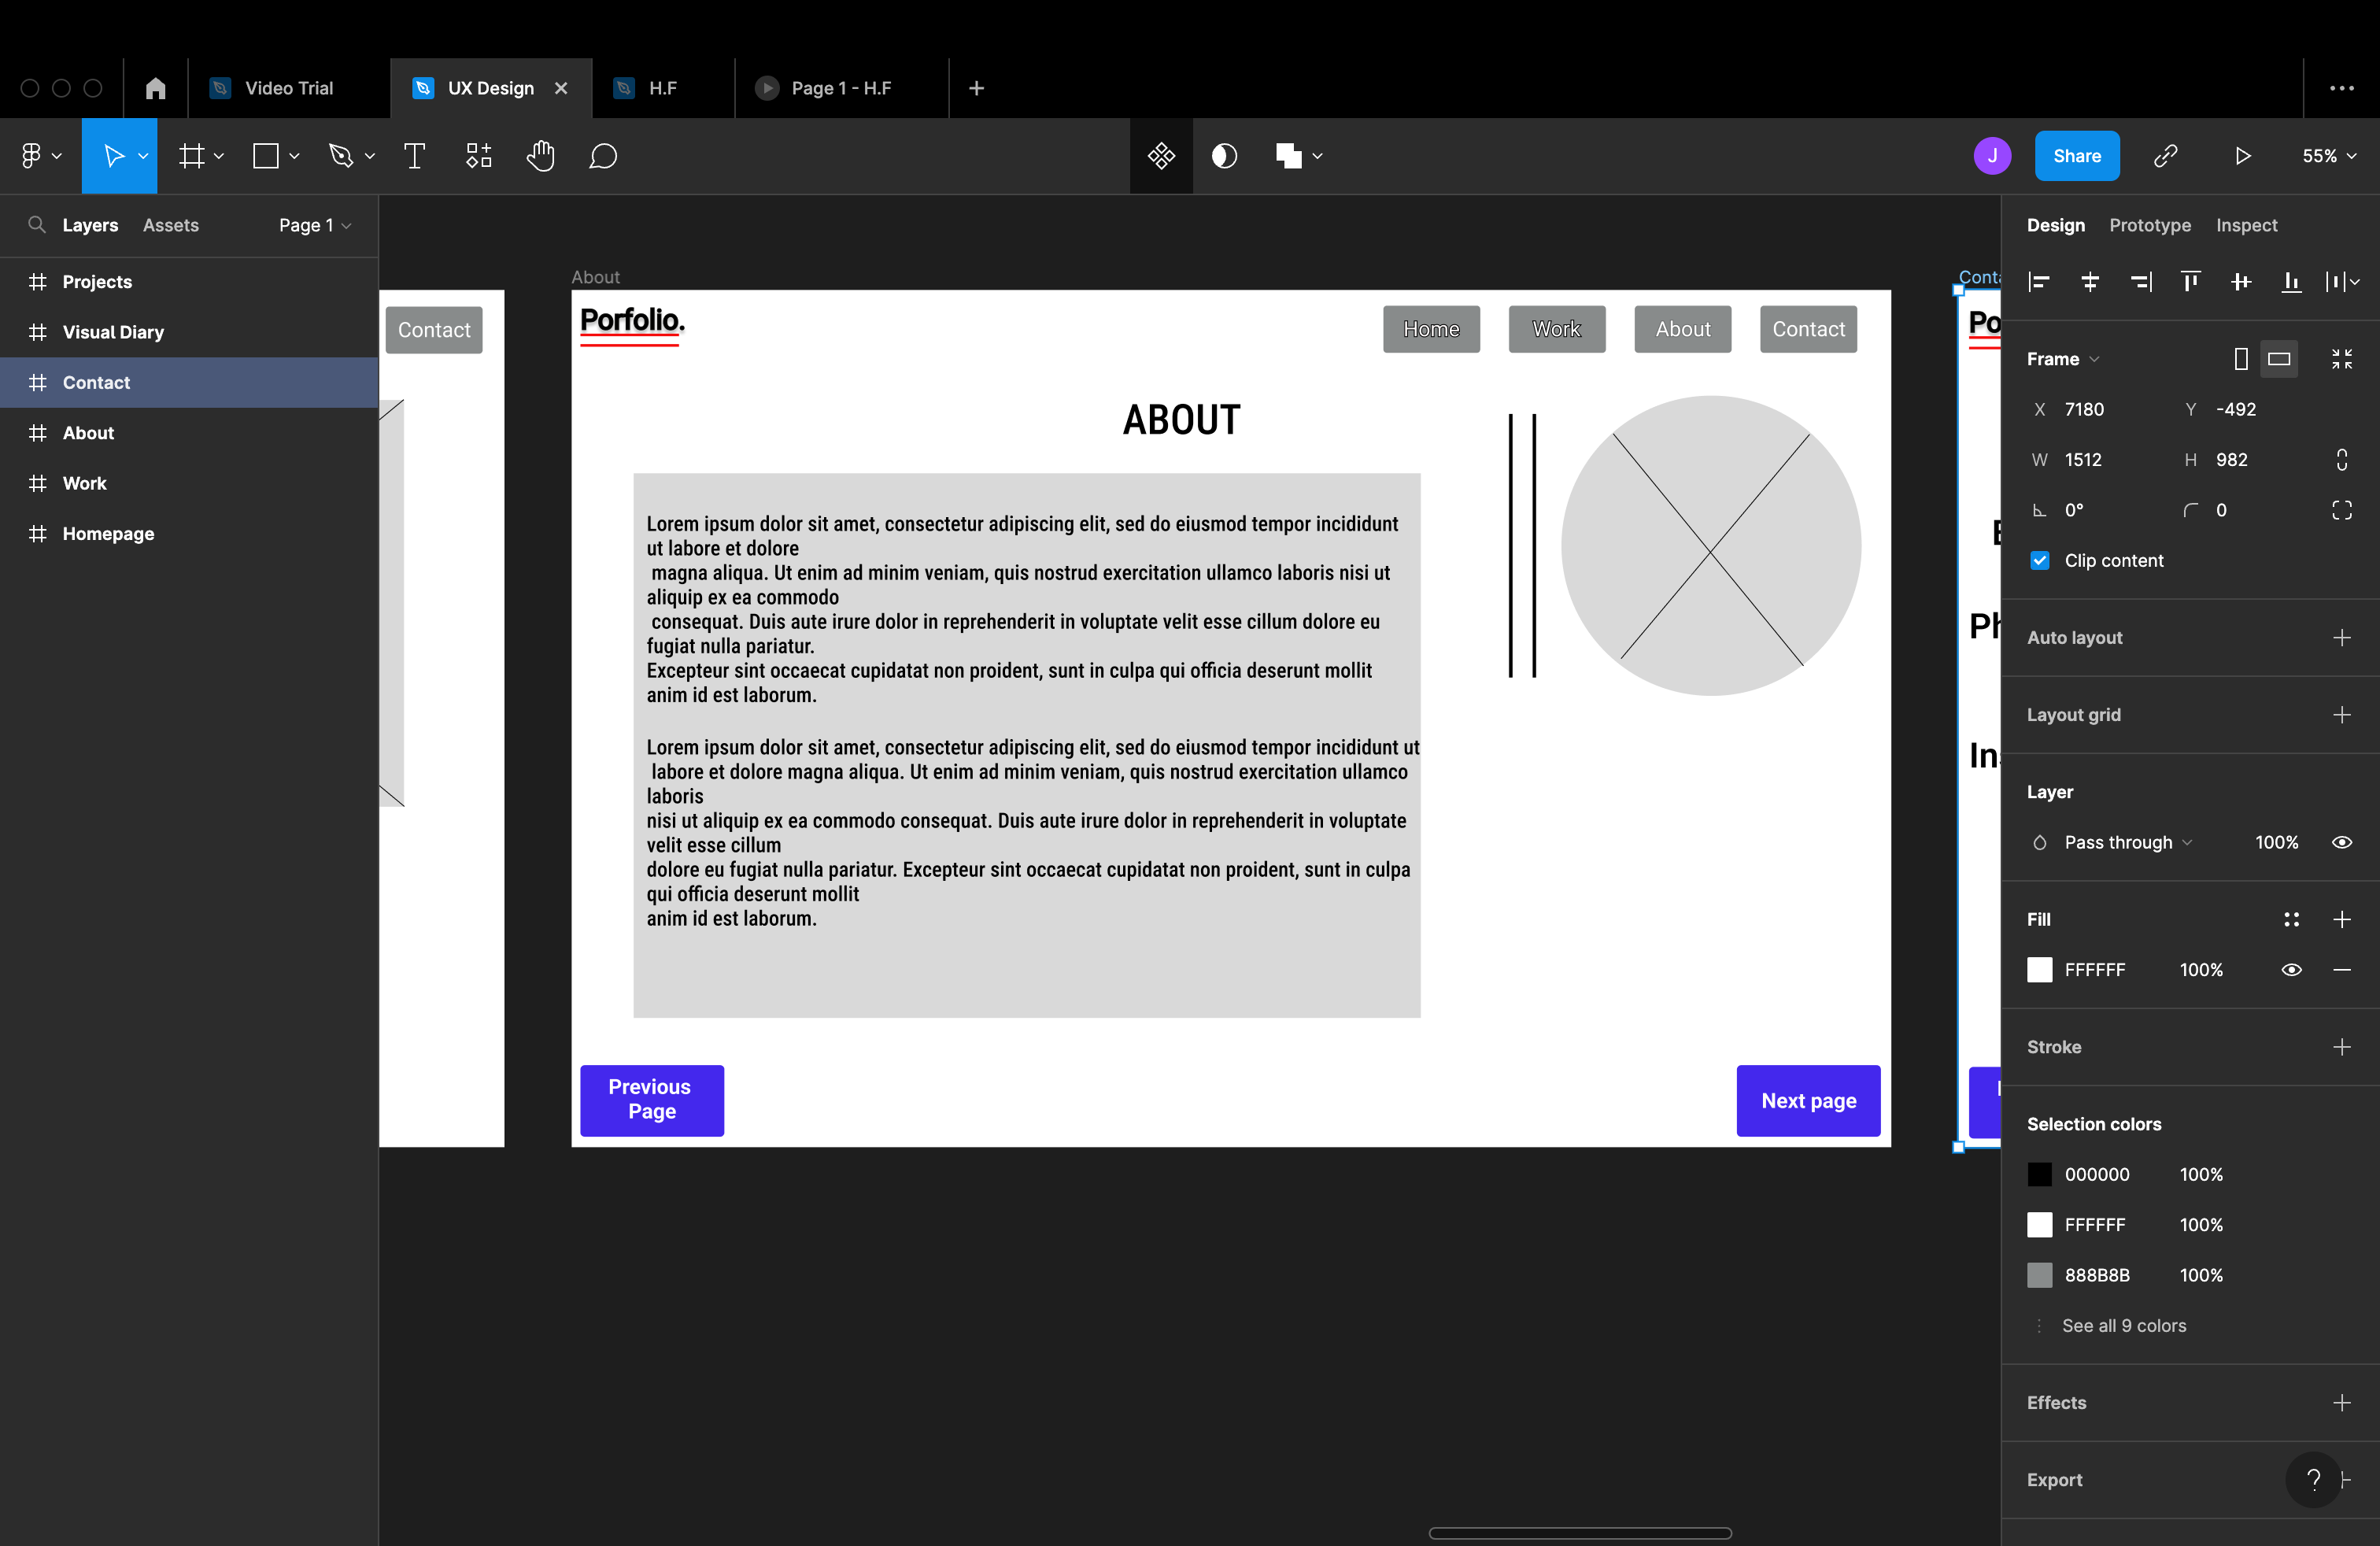 Video Trial
UX Design
H.F
Page 1 - H.F
J
Share
55%
Layers
Assets
Page 1
Projects
Visual Diary
Contact
About
Work
Homepage
Contact
About
Porfolio.
Home
Work
About
Contact
ABOUT
Lorem ipsum dolor sit amet, consectetur adipiscing elit, sed do eiusmod tempor incididunt
ut labore et dolore
magna aliqua. Ut enim ad minim veniam, quis nostrud exercitation ullamco laboris nisi ut
aliquip ex ea commodo
consequat. Duis aute irure dolor in reprehenderit in voluptate velit esse cillum dolore eu
fugiat nulla pariatur.
Excepteur sint occaecat cupidatat non proident, sunt in culpa qui officia deserunt mollit
anim id est laborum.
Lorem ipsum dolor sit amet, consectetur adipiscing elit, sed do eiusmod tempor incididunt ut
labore et dolore magna aliqua. Ut enim ad minim veniam, quis nostrud exercitation ullamco
laboris
nisi ut aliquip ex ea commodo consequat. Duis aute irure dolor in reprehenderit in voluptate
velit esse cillum
dolore eu fugiat nulla pariatur. Excepteur sint occaecat cupidatat non proident, sunt in culpa
qui officia deserunt mollit
anim id est laborum.
Previous
Page
Next page
Design
Prototype
Inspect
Frame
X 7180 Y -492
W 1512 H 982
0° 0
Clip content
Auto layout
Layout grid
Layer
Pass through 100%
Fill
FFFFFF 100%
Stroke
Selection colors
000000 100%
FFFFFF 100%
888B8B 100%
See all 9 colors
Effects
Export
?